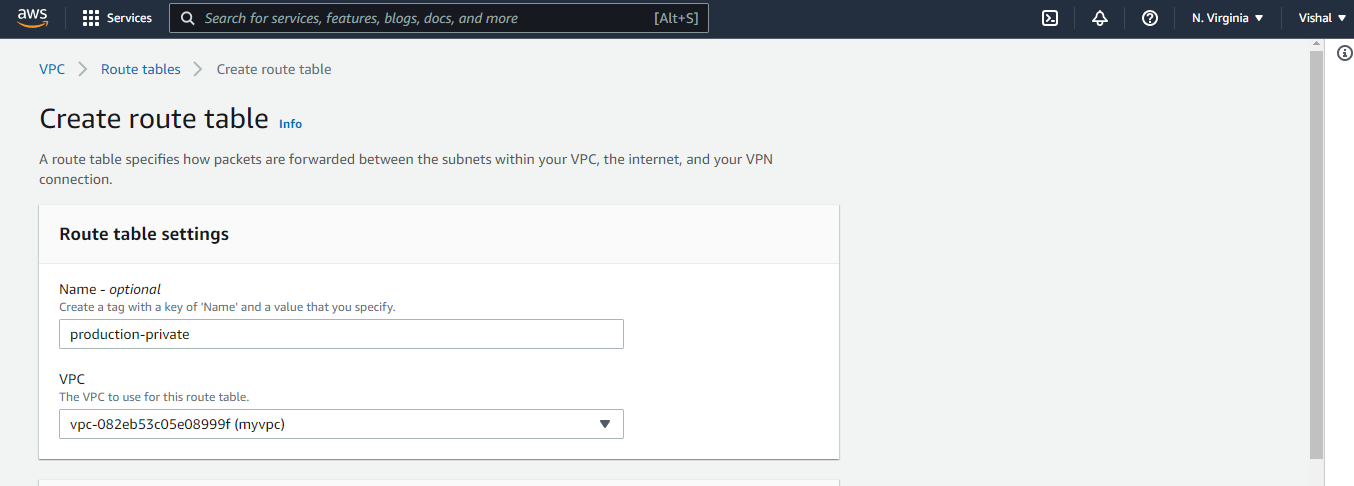 aws
Services
Search for services, features, blogs, docs, and more
[Alt+S]
N. Virginia
Vishal
VPC
Route tables
Create route table
Create route table
Info
A route table specifies how packets are forwarded between the subnets within your VPC, the internet, and your VPN
connection.
Route table settings
Name - optional
Create a tag with a key of 'Name' and a value that you specify.
production-private
VPC
The VPC to use for this route table.
vpc-082eb53c05e08999f (myvpc)